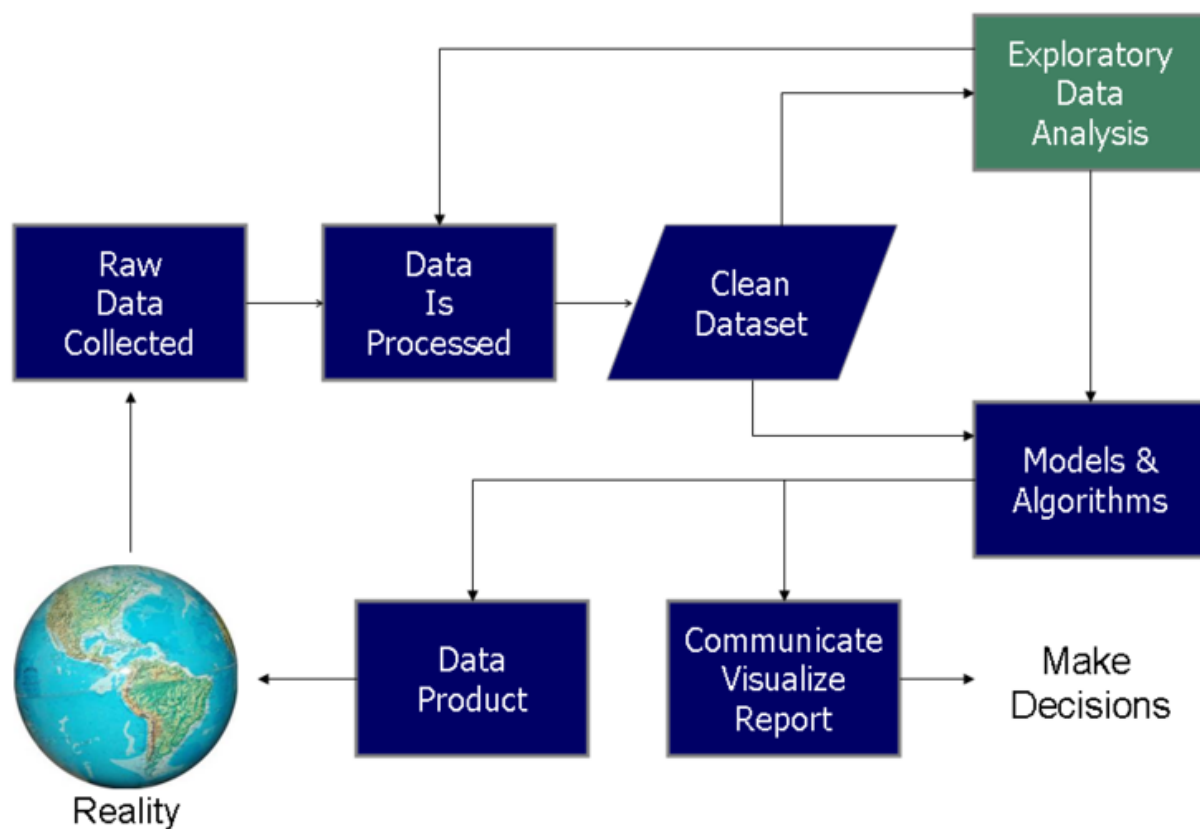 Exploratory
Data
Analysis
Raw
Data
Collected
Data
Is
Processed
Clean
Dataset
Models &
Algorithms
Data
Product
Communicate
Visualize
Report
Make
Decisions
Reality